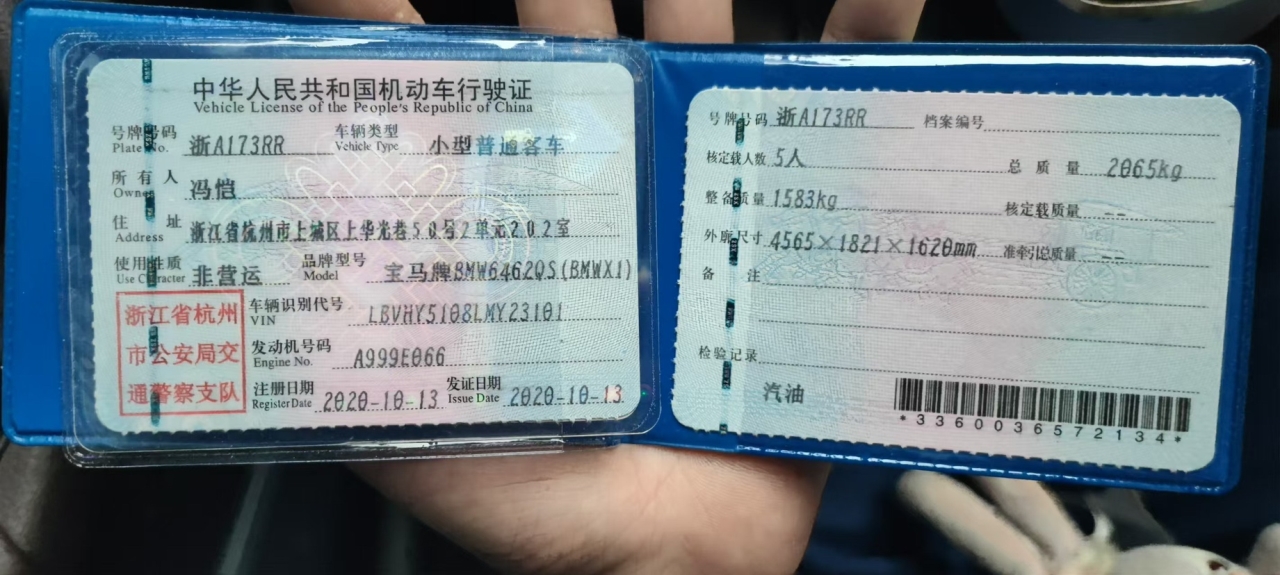 中华人民共和国机动车行驶证
Vehicle License of the People's Republic of China
号牌号码 浙A173RR 车辆类型 小型普通客车
Plate No. Vehicle Type
所有人 冯恺
Owner
住址 浙江省杭州市上城区上华光巷50号2单元202室
Address
使用性质 非营运 品牌型号 宝马牌BMW6462QS(BMWX1)
Use Character Model
浙江省杭州
市公安局交
通警察支队
车辆识别代号 LBVHY5108LMY23101
VIN
发动机号码 A999E066
Engine No.
注册日期 2020-10-13 发证日期 2020-10-13
Register Date Issue Date
号牌号码 浙A173RR 档案编号
核定载人数 5人 总质量 2065kg
整备质量 1583kg 核定载质量 --
外廓尺寸 4565×1821×1620mm 准牵引总质量 --
备注
检验记录
汽油
*3360036572134*